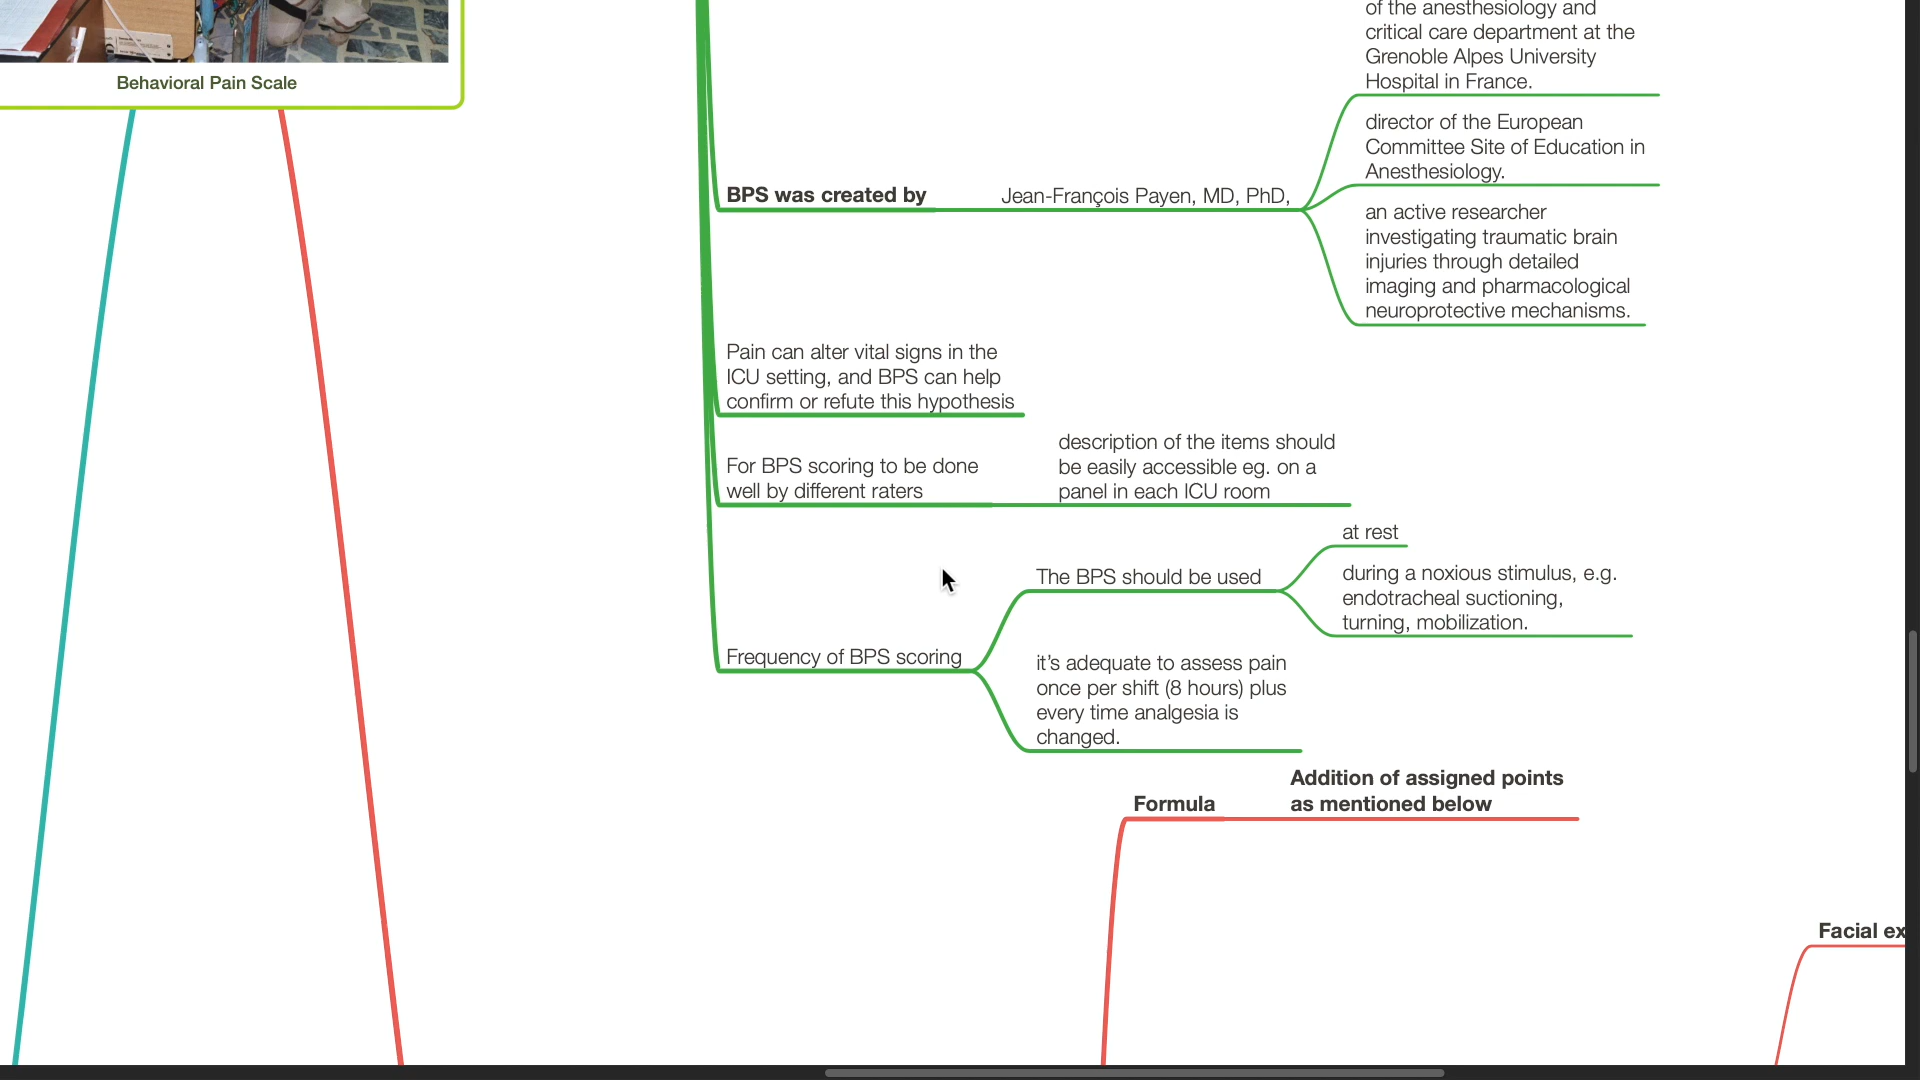 Behavioral Pain Scale
of the anesthesiology and
critical care department at the
Grenoble Alpes University
Hospital in France.
director of the European
Committee Site of Education in
Anesthesiology.
BPS was created by
Jean-François Payen, MD, PhD,
an active researcher
investigating traumatic brain
injuries through detailed
imaging and pharmacological
neuroprotective mechanisms.
Pain can alter vital signs in the
ICU setting, and BPS can help
confirm or refute this hypothesis
For BPS scoring to be done
well by different raters
description of the items should
be easily accessible eg. on a
panel in each ICU room
Frequency of BPS scoring
The BPS should be used
at rest
during a noxious stimulus, e.g.
endotracheal suctioning,
turning, mobilization.
it’s adequate to assess pain
once per shift (8 hours) plus
every time analgesia is
changed.
Formula
Addition of assigned points
as mentioned below
Facial ex